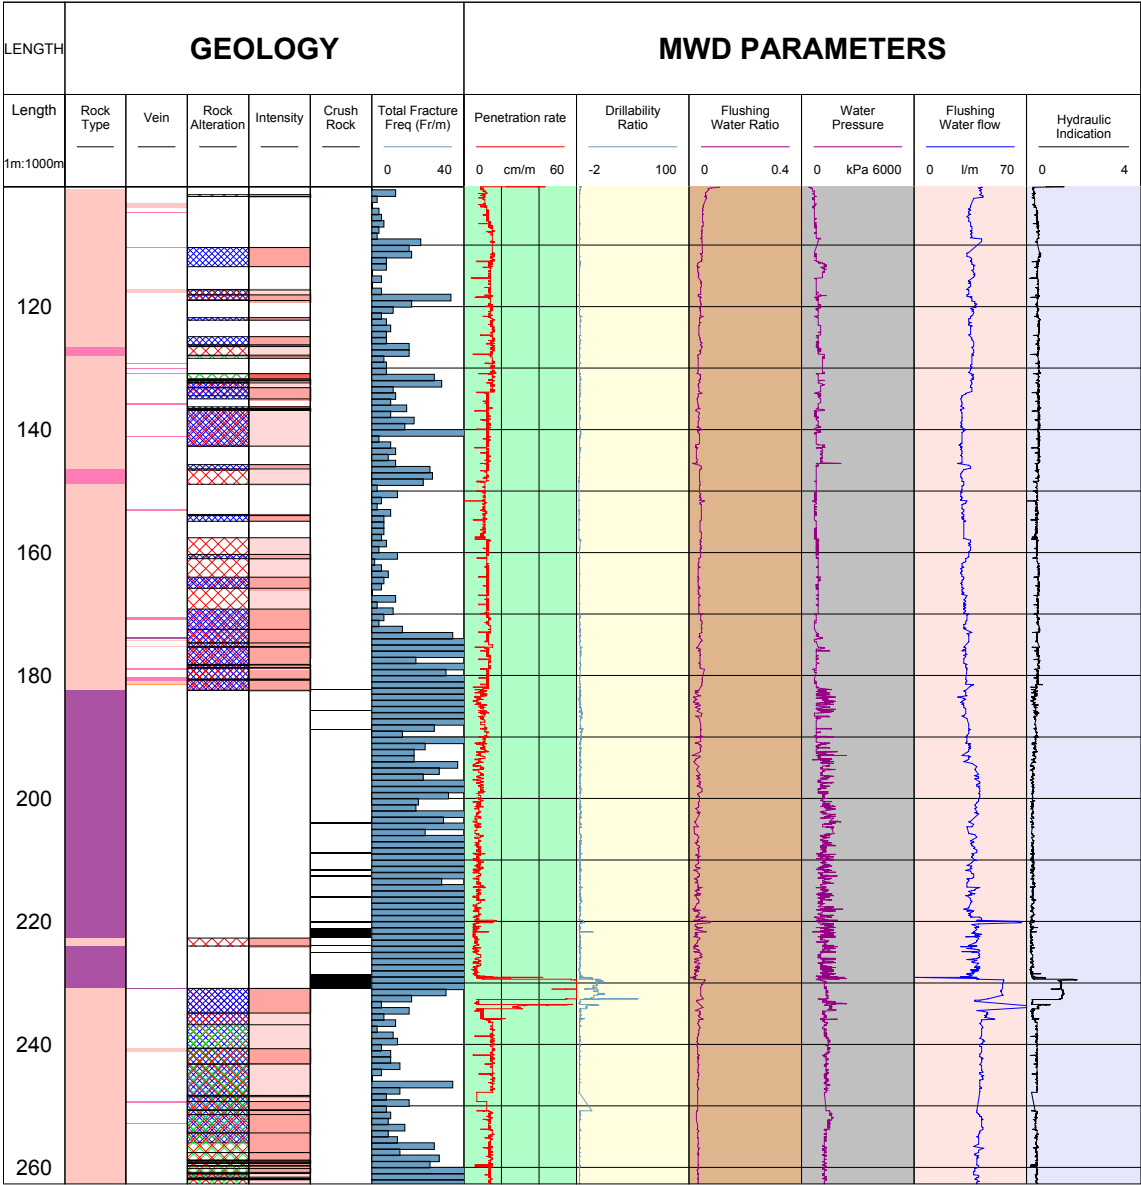 LENGTH
GEOLOGY
MWD PARAMETERS
Length
1m:1000m
Rock
Type
Vein
Rock
Alteration
Intensity
Crush
Rock
Total Fracture
Freq (Fr/m)
0 40
Penetration rate
0 cm/m 60
Drillability
Ratio
-2 100
Flushing
Water Ratio
0 0.4
Water
Pressure
0 kPa 6000
Flushing
Water flow
0 l/m 70
Hydraulic
Indication
0 4
120
140
160
180
200
220
240
260